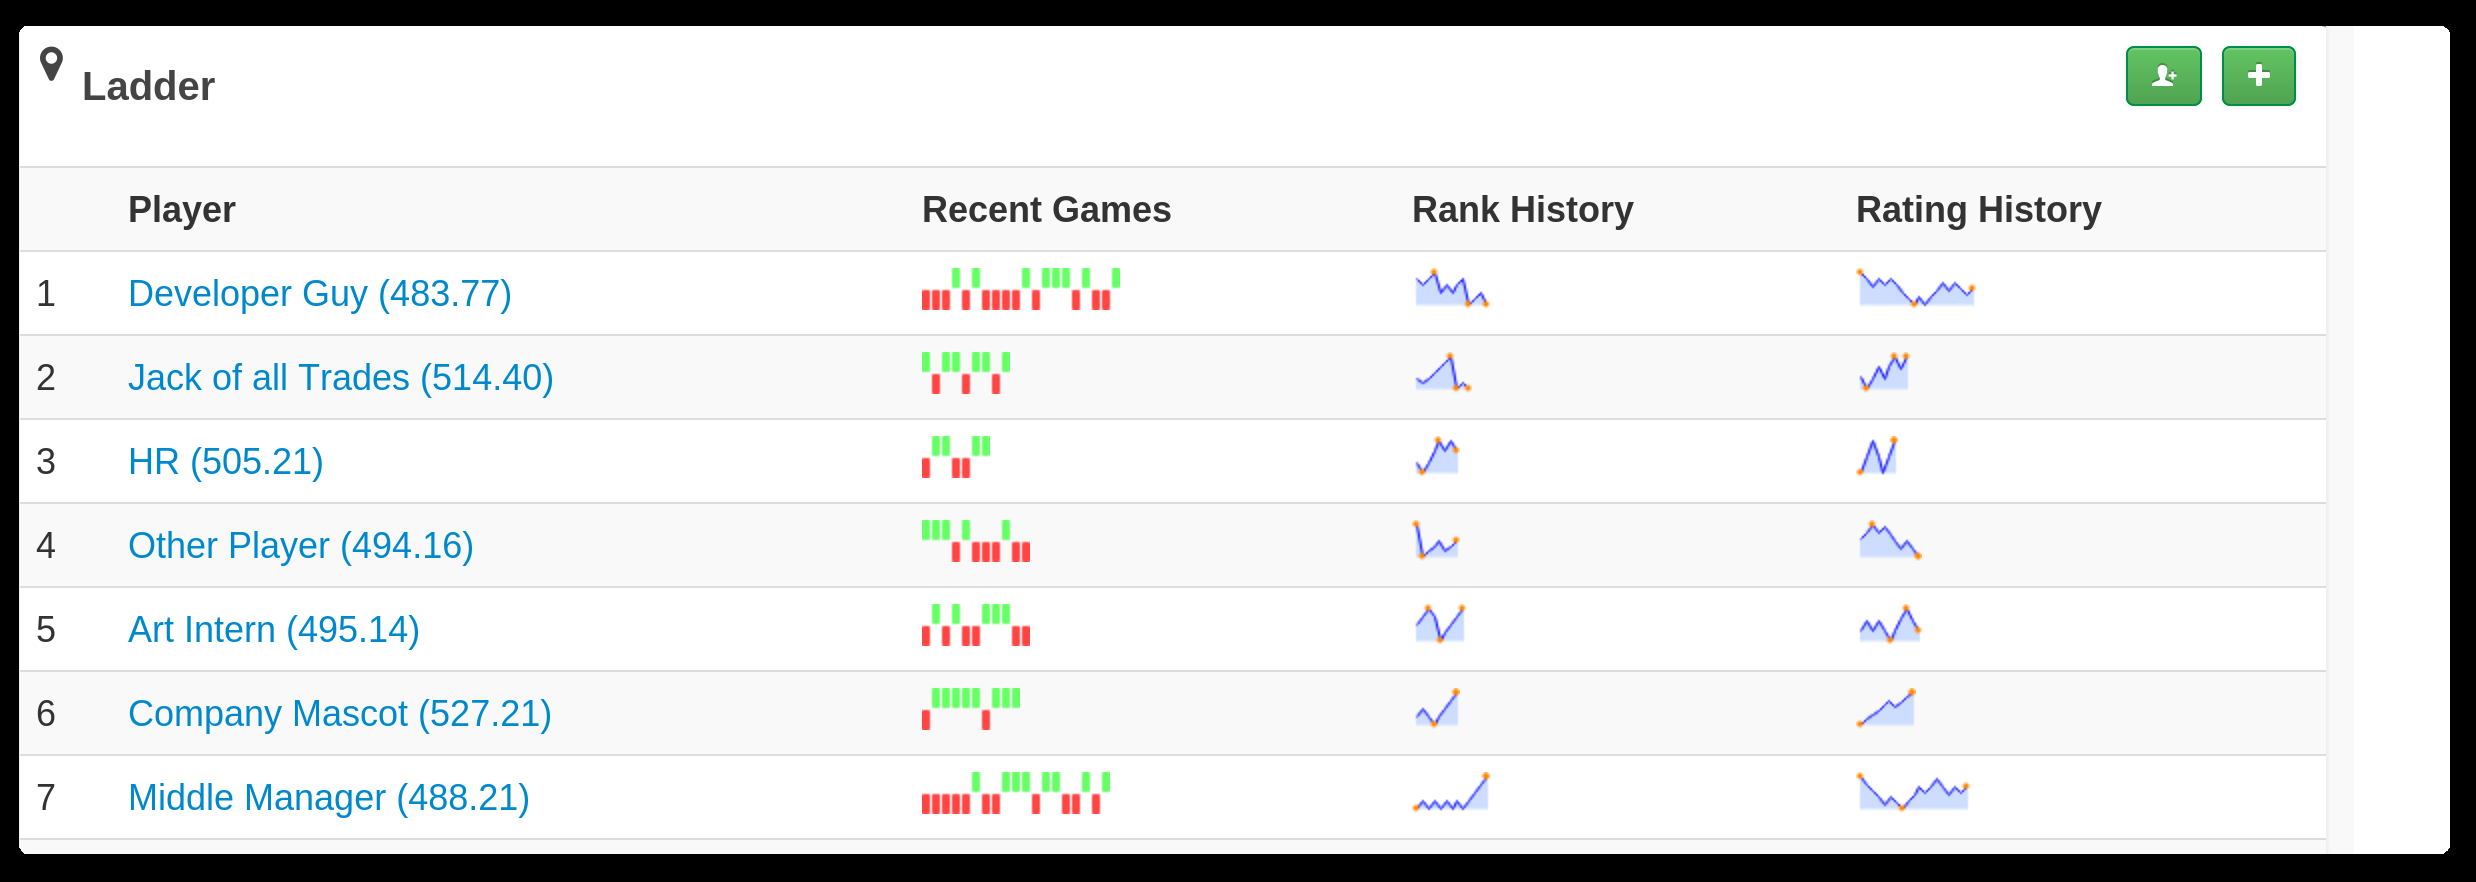 Ladder
Player Recent Games Rank History Rating History
1 Developer Guy (483.77)
2 Jack of all Trades (514.40)
3 HR (505.21)
4 Other Player (494.16)
5 Art Intern (495.14)
6 Company Mascot (527.21)
7 Middle Manager (488.21)